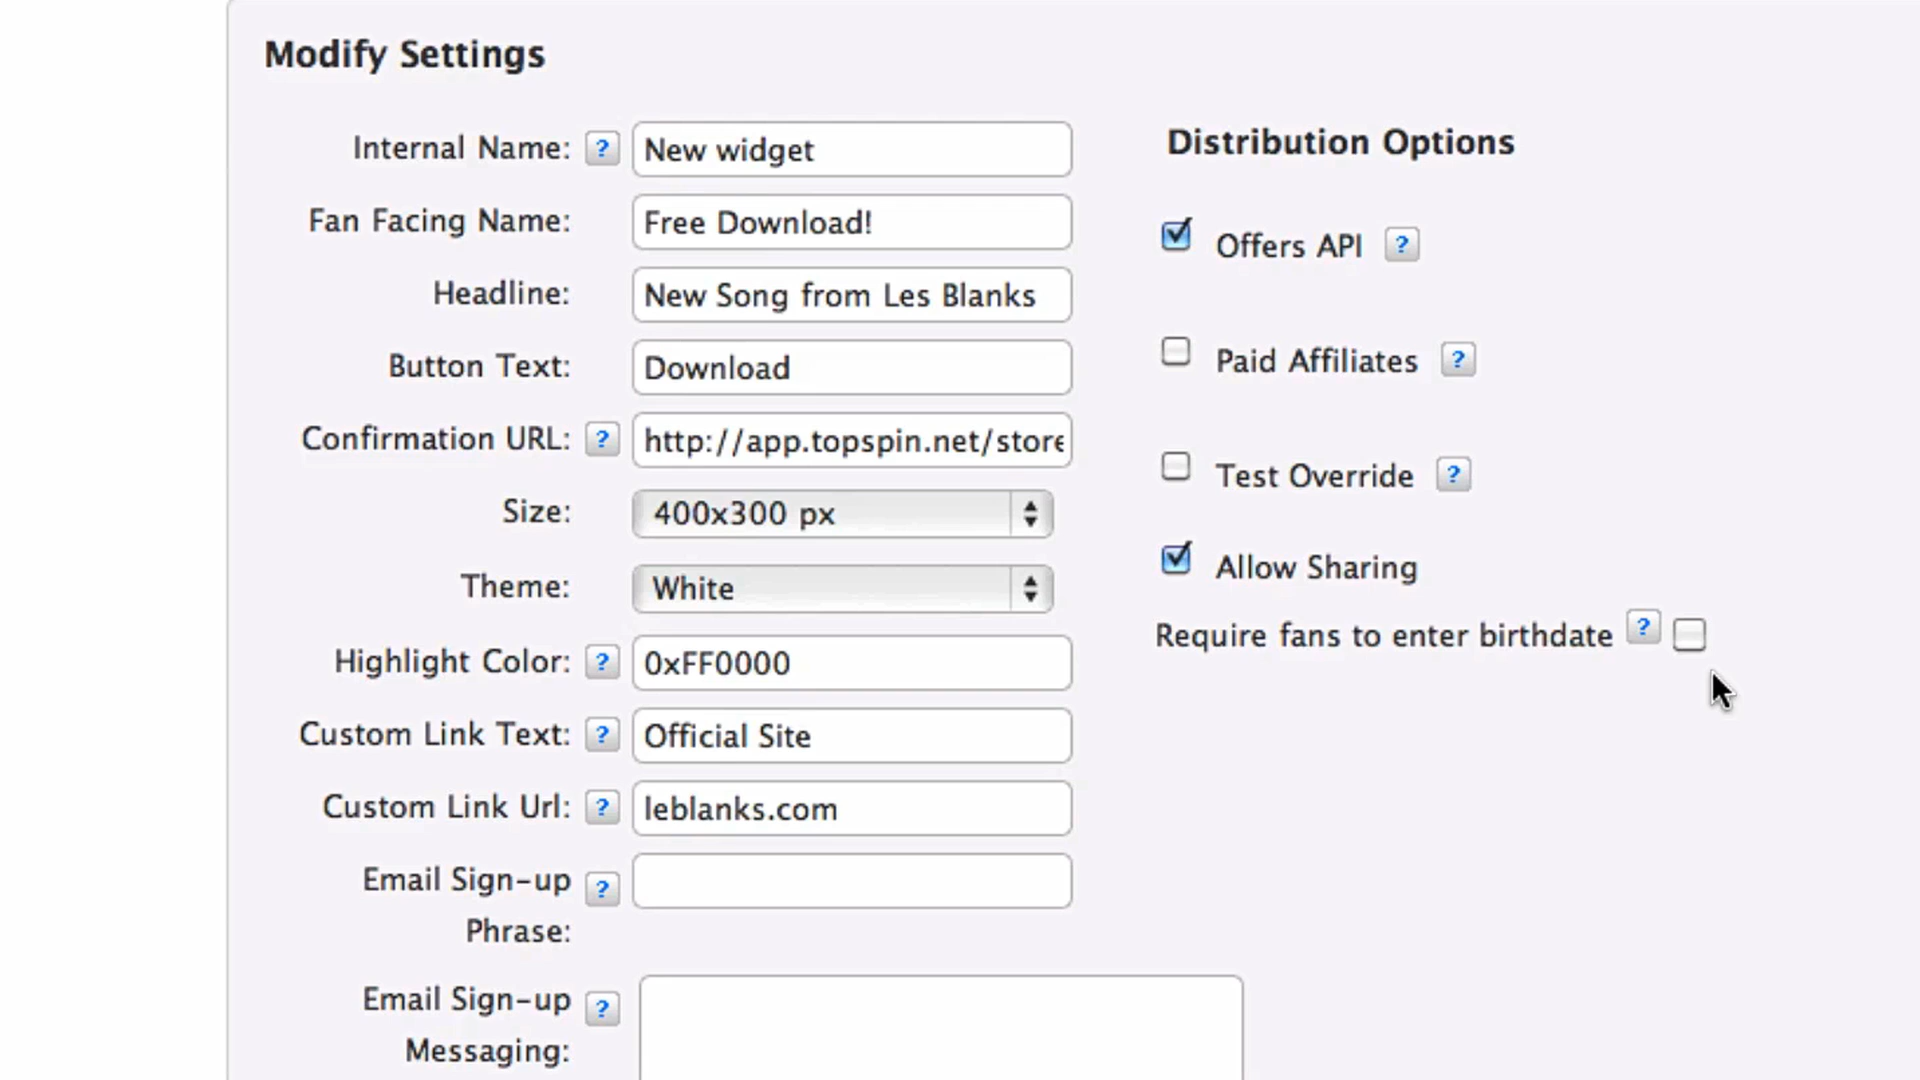 Modify Settings
Internal Name: ? New widget
Fan Facing Name: Free Download!
Headline: New Song from Les Blanks
Button Text: Download
Confirmation URL: ? http://app.topspin.net/store
Size: 400x300 px
Theme: White
Highlight Color: ? 0xFF0000
Custom Link Text: ? Official Site
Custom Link Url: ? leblanks.com
Email Sign-up ?
Phrase:
Email Sign-up ?
Messaging:
Distribution Options
Offers API ?
Paid Affiliates ?
Test Override ?
Allow Sharing
Require fans to enter birthdate ?